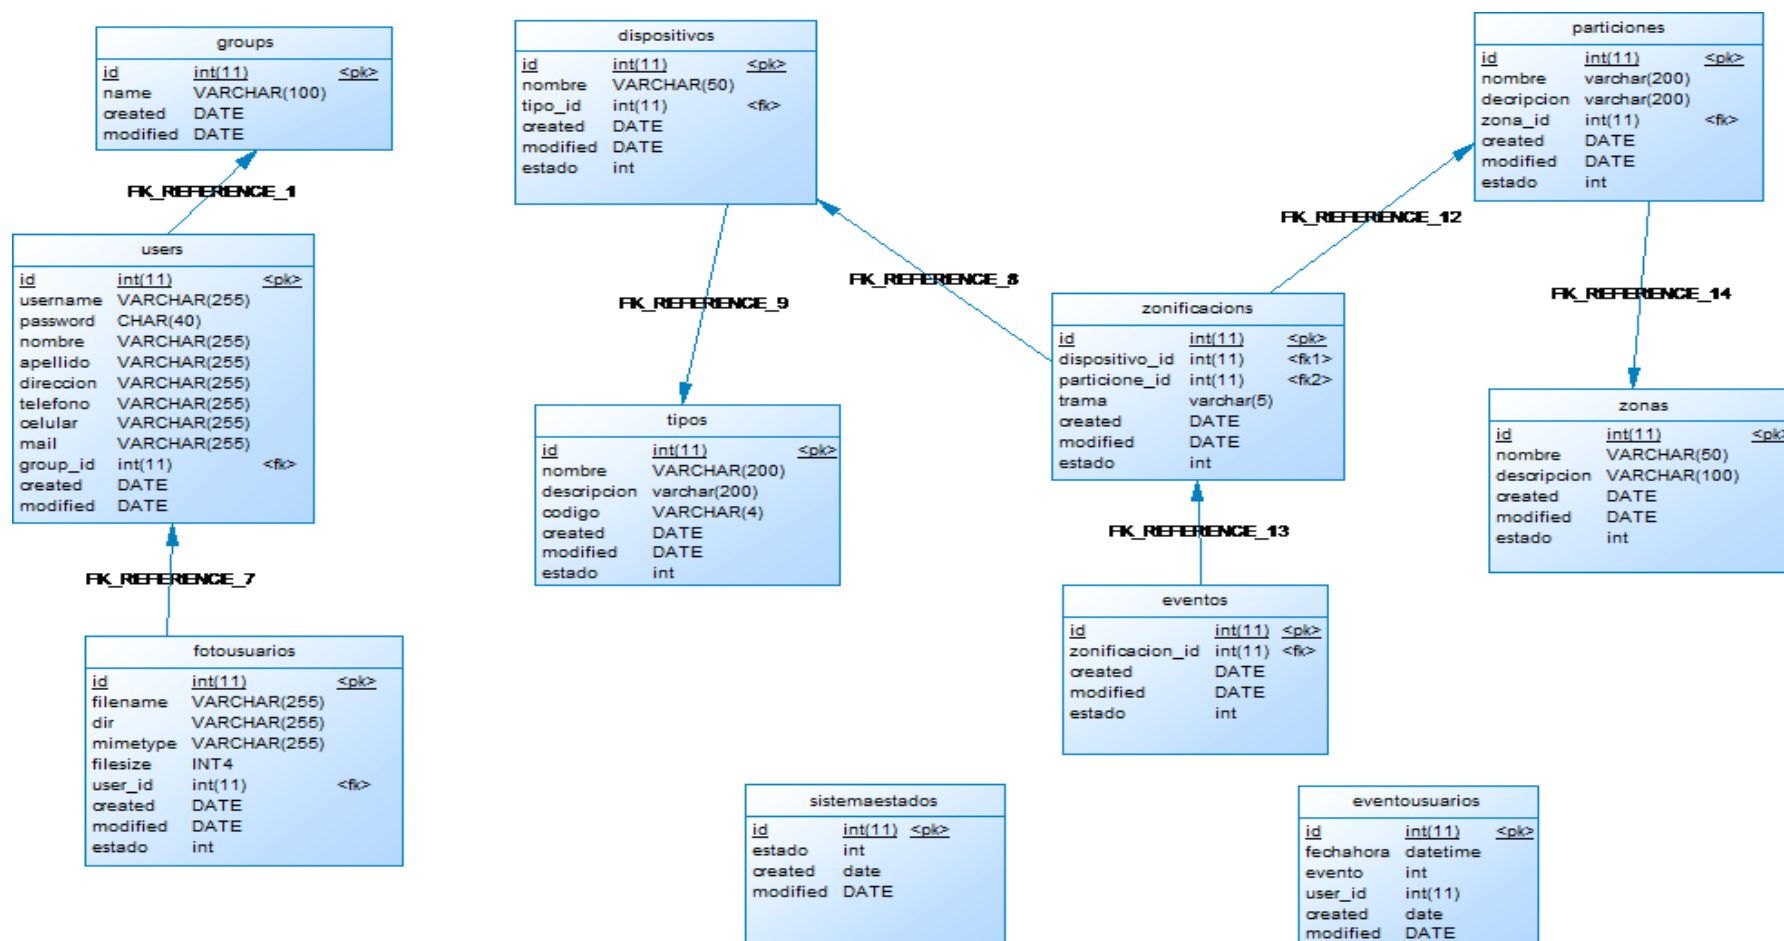 groups
id int(11) <pk>
name VARCHAR(100)
created DATE
modified DATE
FK_REFERENCE_1
users
id int(11) <pk>
username VARCHAR(255)
password CHAR(40)
nombre VARCHAR(255)
apellido VARCHAR(255)
direccion VARCHAR(255)
telefono VARCHAR(255)
celular VARCHAR(255)
mail VARCHAR(255)
group_id int(11) <fk>
created DATE
modified DATE
FK_REFERENCE_7
fotousuarios
id int(11) <pk>
filename VARCHAR(255)
dir VARCHAR(255)
mimetype VARCHAR(255)
filesize INT4
user_id int(11) <fk>
created DATE
modified DATE
estado int
dispositivos
id int(11) <pk>
nombre VARCHAR(50)
tipo_id int(11) <fk>
created DATE
modified DATE
estado int
FK_REFERENCE_9
FK_REFERENCE_8
tipos
id int(11) <pk>
nombre VARCHAR(200)
descripcion varchar(200)
codigo VARCHAR(4)
created DATE
modified DATE
estado int
particiones
id int(11) <pk>
nombre varchar(200)
decripcion varchar(200)
zona_id int(11) <fk>
created DATE
modified DATE
estado int
FK_REFERENCE_12
FK_REFERENCE_14
zonificacions
id int(11) <pk>
dispositivo_id int(11) <fk1>
particione_id int(11) <fk2>
trama varchar(5)
created DATE
modified DATE
estado int
FK_REFERENCE_13
zonas
id int(11) <pk>
nombre VARCHAR(50)
descripcion VARCHAR(100)
created DATE
modified DATE
estado int
eventos
id int(11) <pk>
zonificacion_id int(11) <fk>
created DATE
modified DATE
estado int
sistemaestados
id int(11) <pk>
estado int
created date
modified DATE
eventousuarios
id int(11) <pk>
fechahora datetime
evento int
user_id int(11)
created date
modified DATE